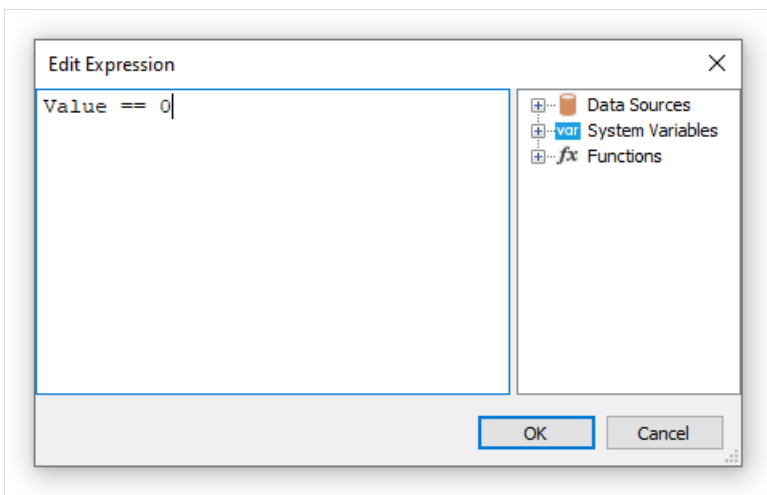 Edit Expression
Value == 0
Data Sources
var System Variables
fx Functions
OK Cancel